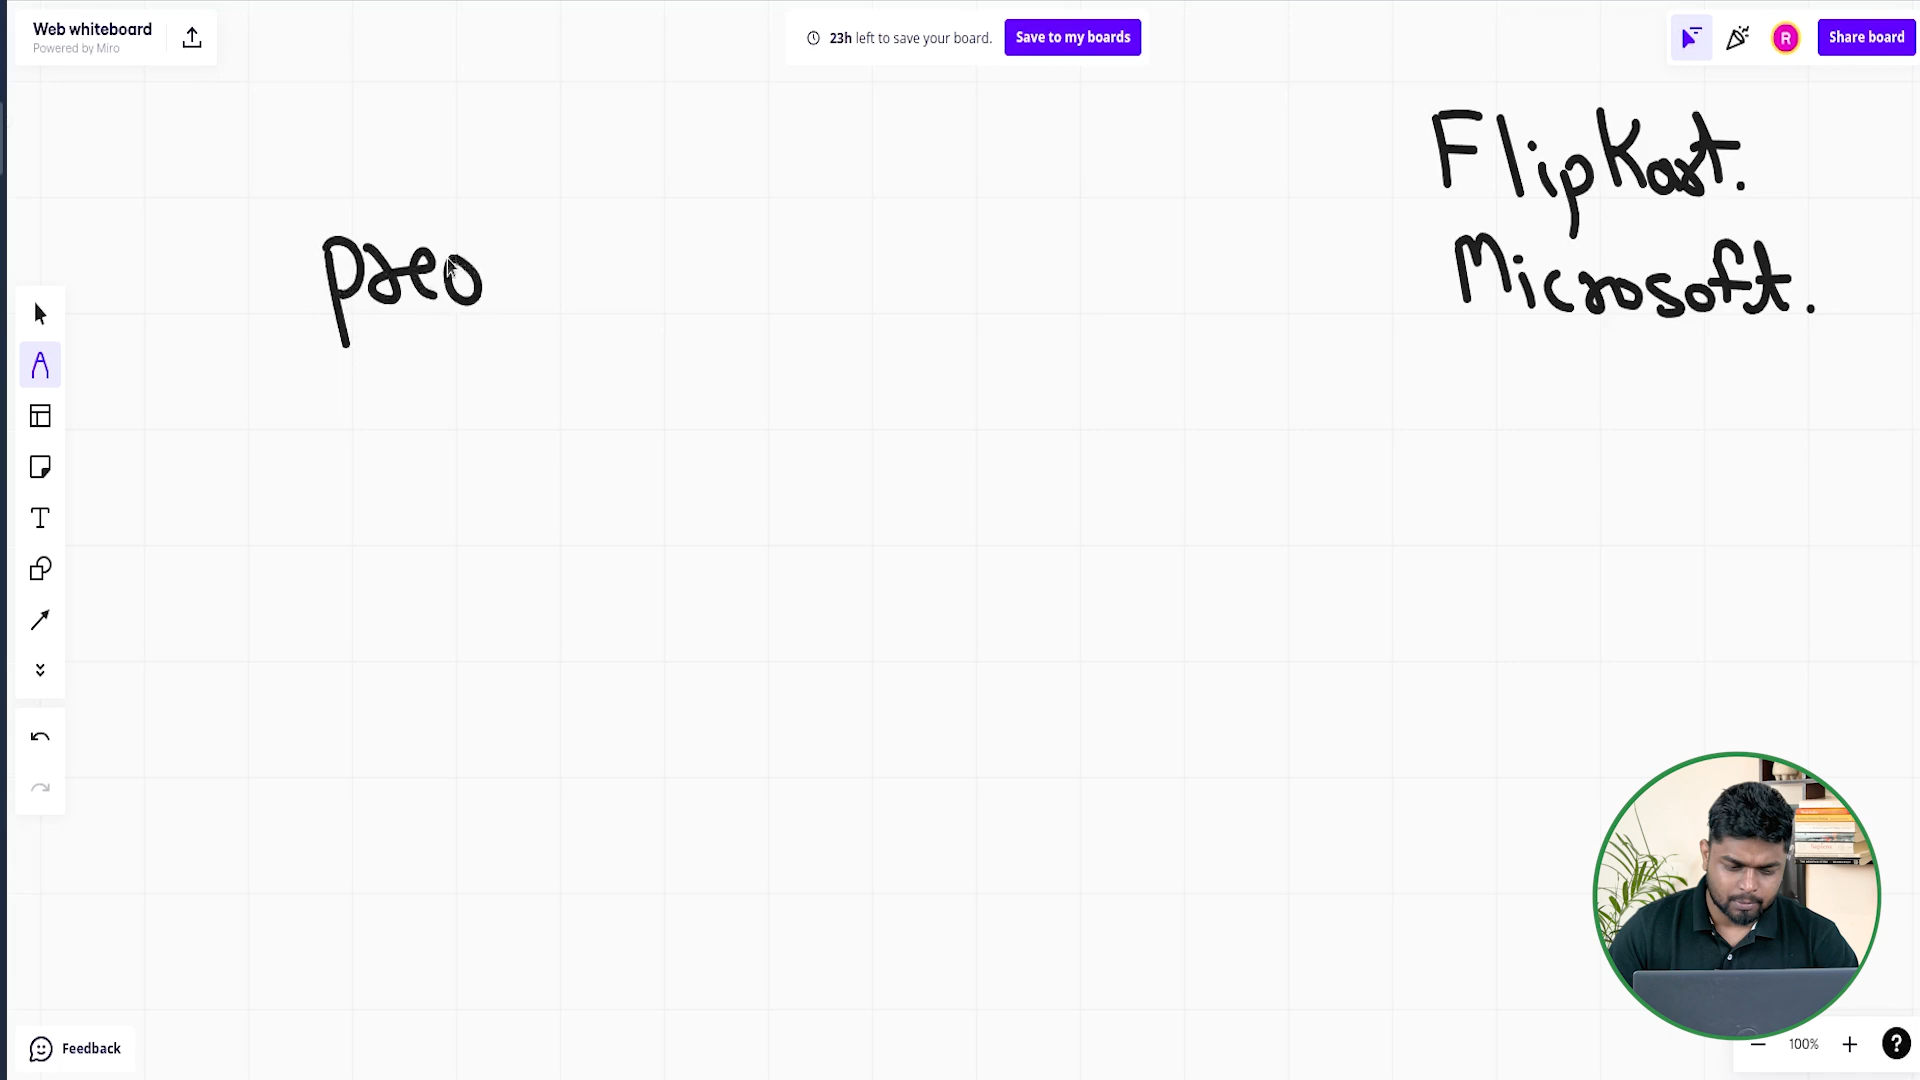 Web whiteboard
Powered by Miro
23h left to save your board.
Save to my boards
R
Share board
FlipKart.
Microsoft.
preo
T
Feedback
100%
?